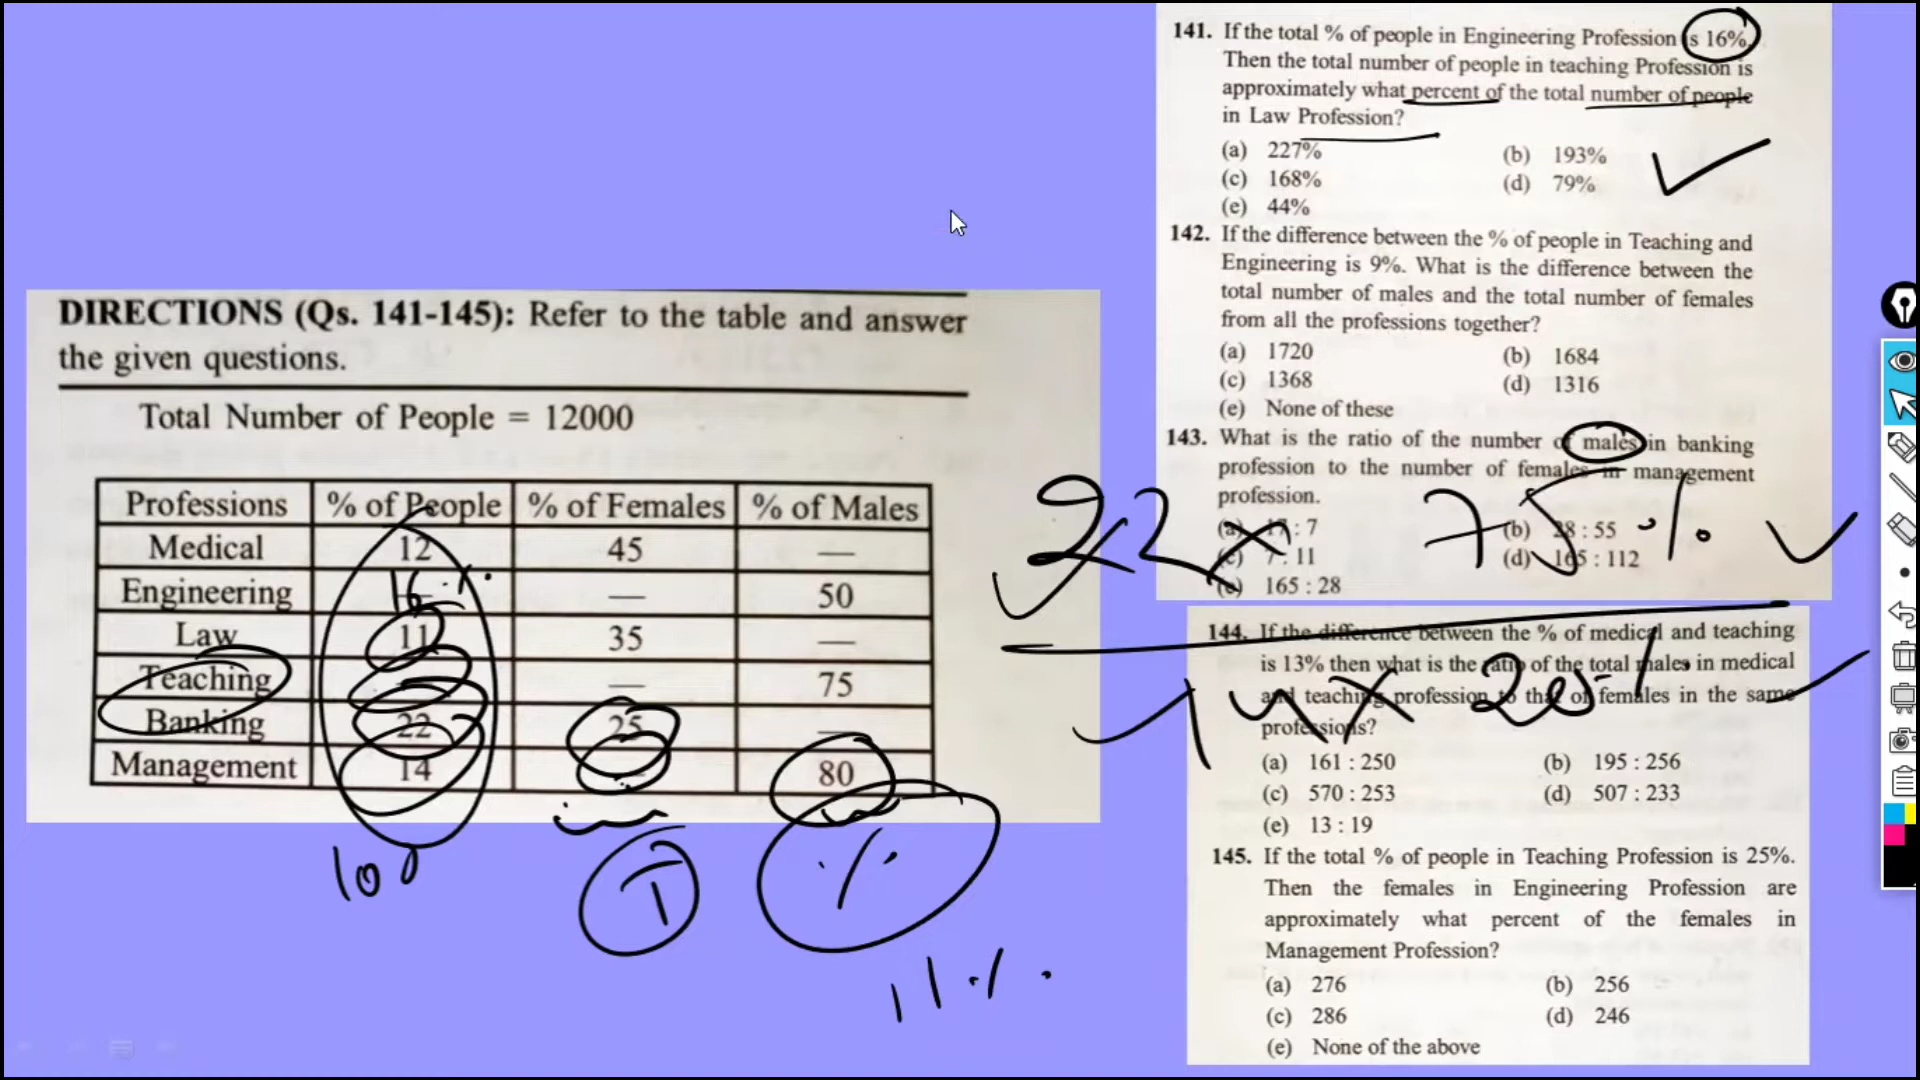 141. If the total % of people in Engineering Profession is 16%.
Then the total number of people in teaching Profession is
approximately what percent of the total number of people
in Law Profession?
(a) 227% (b) 193%
(c) 168% (d) 79%
(e) 44%
142. If the difference between the % of people in Teaching and
Engineering is 9%. What is the difference between the
total number of males and the total number of females
from all the professions together?
(a) 1720 (b) 1684
(c) 1368 (d) 1316
(e) None of these
143. What is the ratio of the number of males in banking
profession to the number of females in management
profession.
(a) 17 : 7 (b) 28 : 55
(c) 7 : 11 (d) 165 : 112
(e) 165 : 28
144. If the difference between the % of medical and teaching
is 13% then what is the ratio of the total males in medical
and teaching profession to that of females in the same
professions?
(a) 161 : 250 (b) 195 : 256
(c) 570 : 253 (d) 507 : 233
(e) 13 : 19
145. If the total % of people in Teaching Profession is 25%.
Then the females in Engineering Profession are
approximately what percent of the females in
Management Profession?
(a) 276 (b) 256
(c) 286 (d) 246
(e) None of the above
DIRECTIONS (Qs. 141-145): Refer to the table and answer
the given questions.
Total Number of People = 12000
Professions % of People % of Females % of Males
Medical 12 45 —
Engineering 16 % — 50
Law 11 35 —
Teaching — — 75
Banking 22 25 —
Management 14 — 80
100
T
%
11 %
22 × 75 %
14 × 20 %